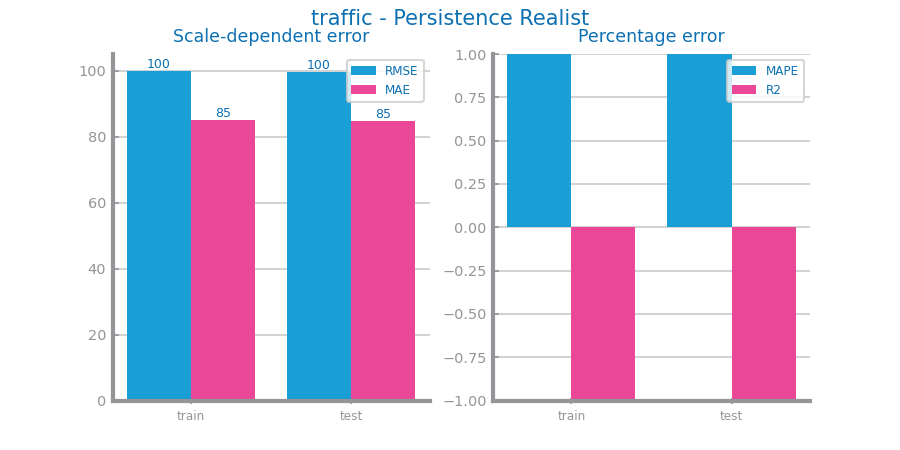 traffic - Persistence Realist
Scale-dependent error
100
80
60
40
20
0
100
85
100
85
RMSE
MAE
train
test
Percentage error
1.00
0.75
0.50
0.25
0.00
−0.25
−0.50
−0.75
−1.00
MAPE
R2
train
test